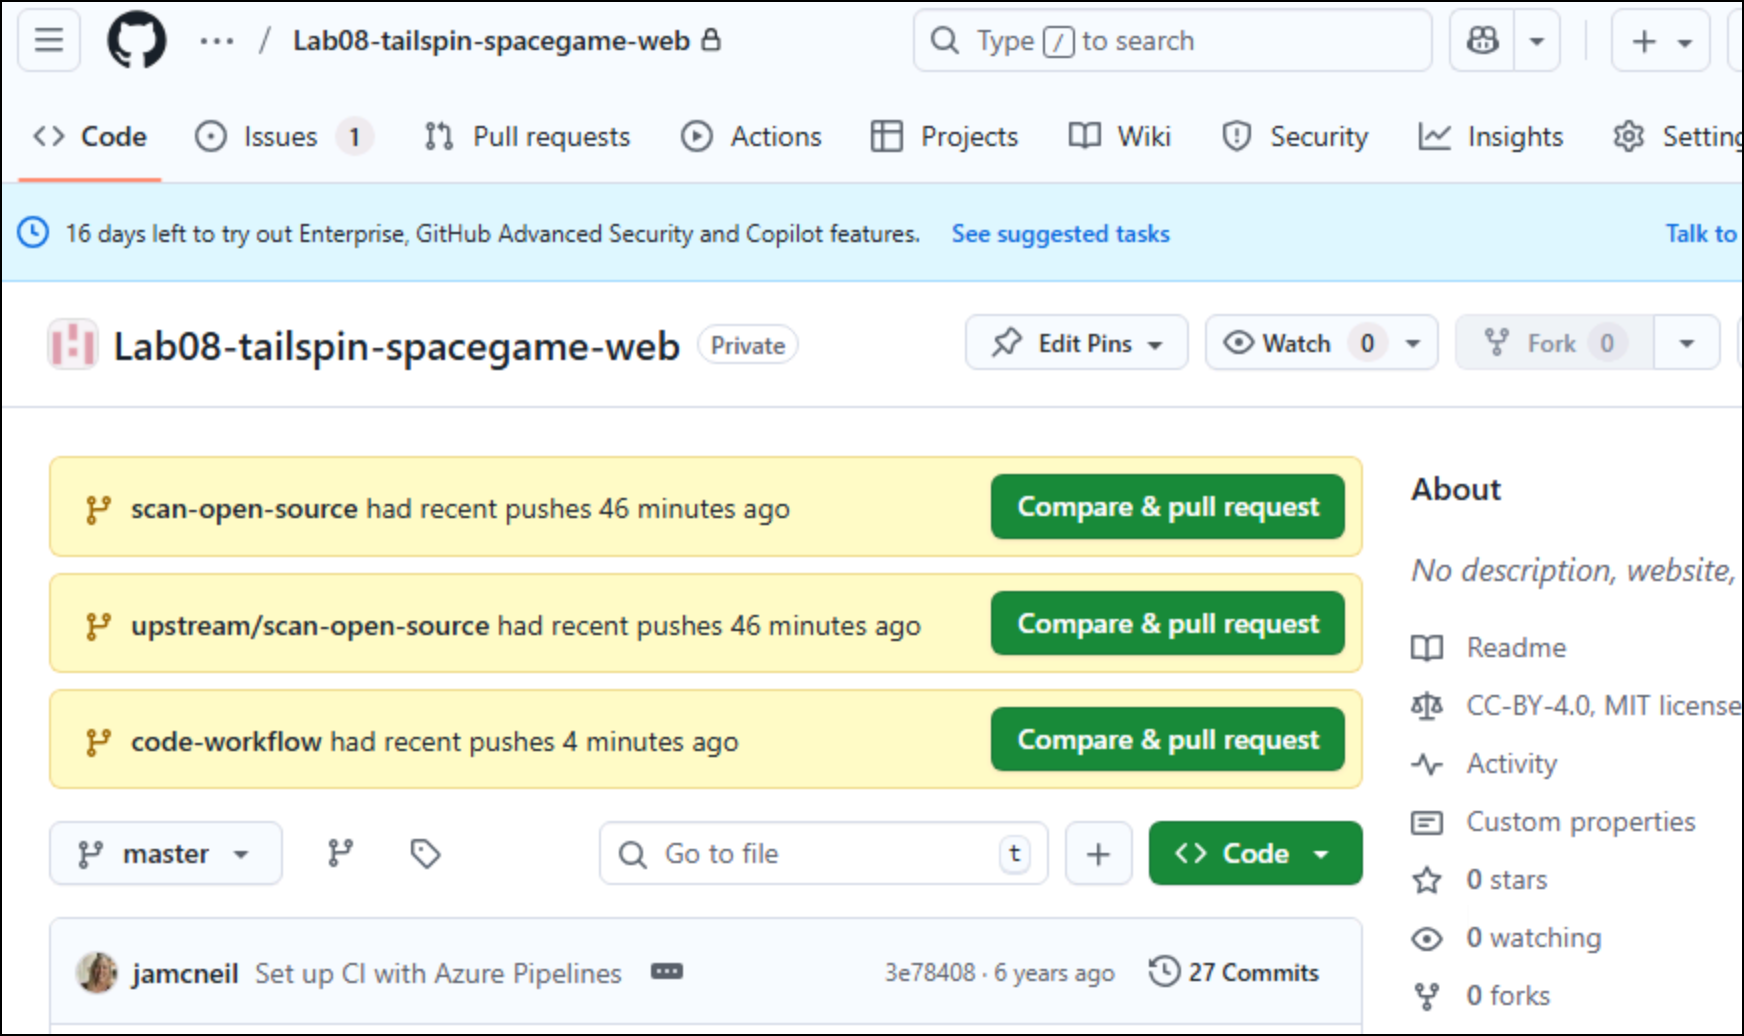 ··· / Lab08-tailspin-spacegame-web Type / to search
Code Issues 1 Pull requests Actions Projects Wiki Security Insights Setting
16 days left to try out Enterprise, GitHub Advanced Security and Copilot features. See suggested tasks Talk to
Lab08-tailspin-spacegame-web Private Edit Pins Watch 0 Fork 0
scan-open-source had recent pushes 46 minutes ago Compare & pull request
upstream/scan-open-source had recent pushes 46 minutes ago Compare & pull request
code-workflow had recent pushes 4 minutes ago Compare & pull request
master Go to file t + Code
jamcneil Set up CI with Azure Pipelines ··· 3e78408 · 6 years ago 27 Commits
About
No description, website,
Readme
CC-BY-4.0, MIT license
Activity
Custom properties
0 stars
0 watching
0 forks